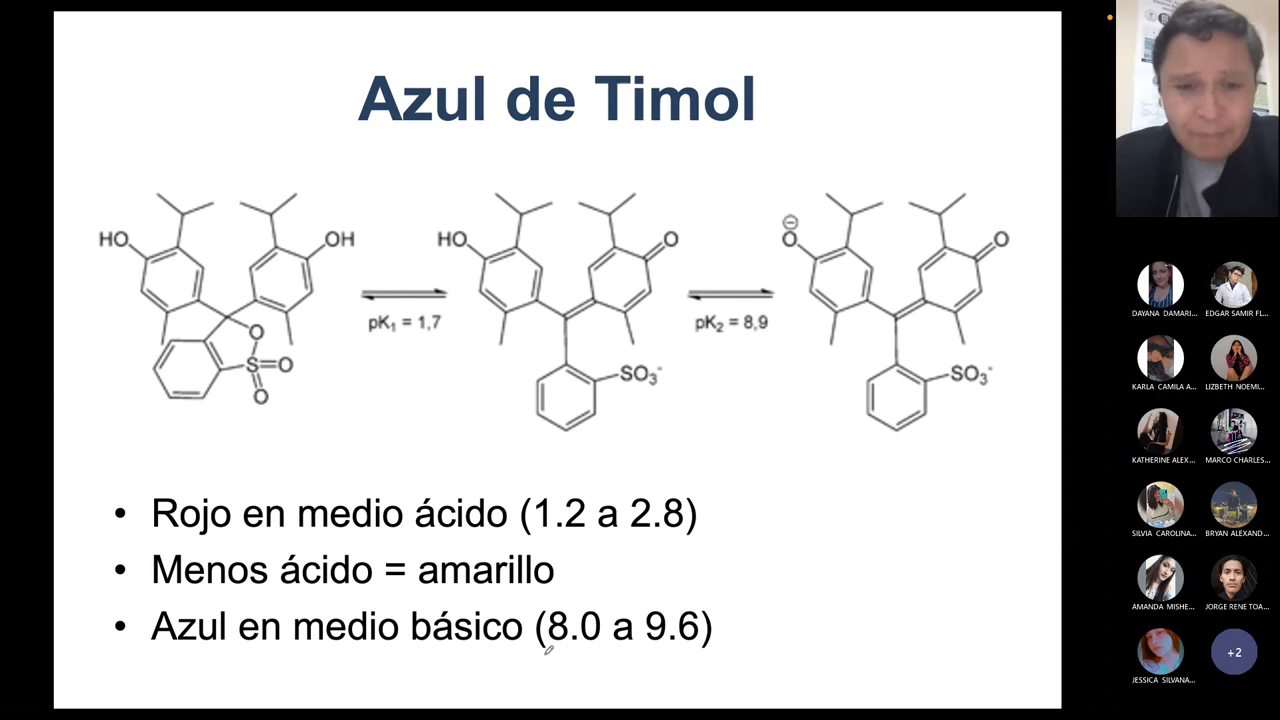 Azul de Timol
HO
OH
O
S
O
O
pK₁ = 1,7
HO
O
SO₃⁻
pK₂ = 8,9
⊖
O
O
SO₃⁻
• Rojo en medio ácido (1.2 a 2.8)
• Menos ácido = amarillo
• Azul en medio básico (8.0 a 9.6)
DAYANA DAMARI...
EDGAR SAMIR FL...
KARLA CAMILA A...
LIZBETH NOEMI...
KATHERINE ALEX...
MARCO CHARLES...
SILVIA CAROLINA...
BRYAN ALEXAND...
AMANDA MISHE...
JORGE RENE TOA...
JESSICA SILVANA...
+2